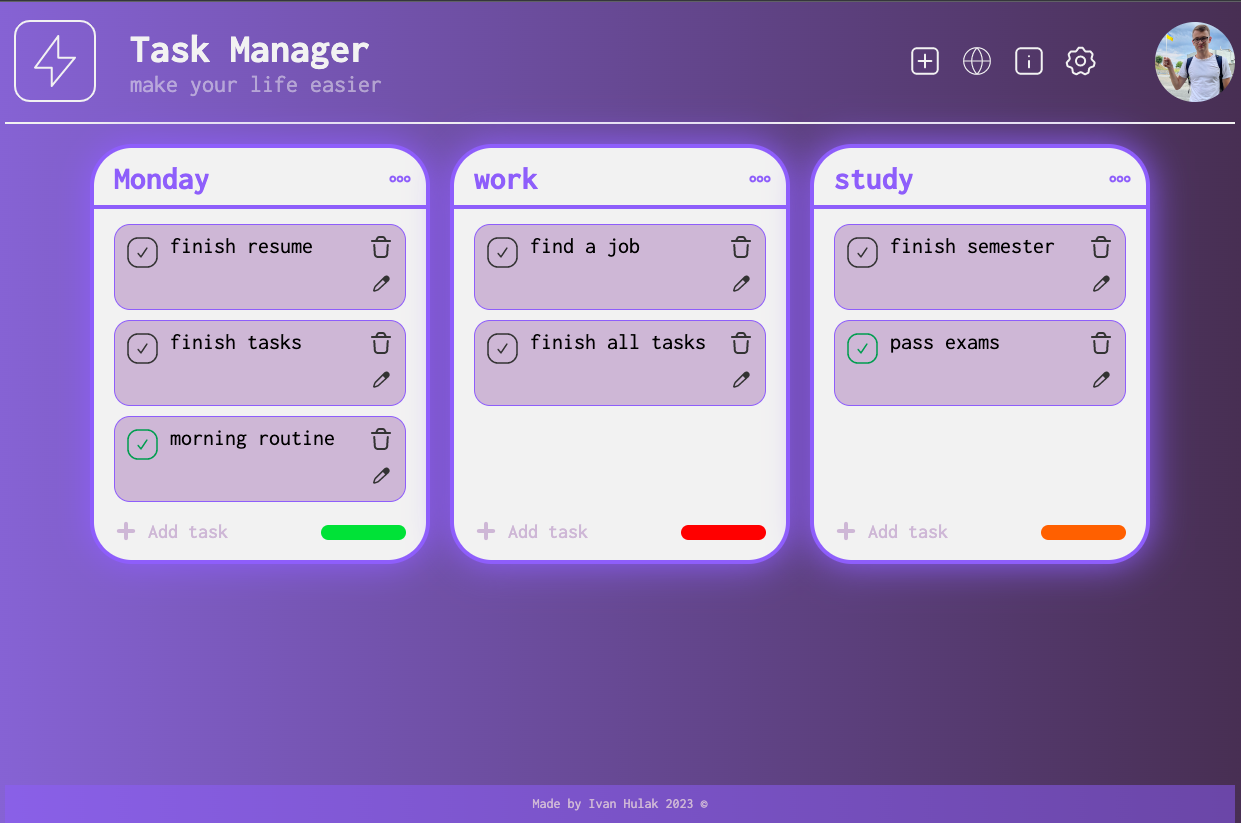 Task Manager
make your life easier
Monday
finish resume
finish tasks
morning routine
Add task
work
find a job
finish all tasks
Add task
study
finish semester
pass exams
Add task
Made by Ivan Hulak 2023 ©